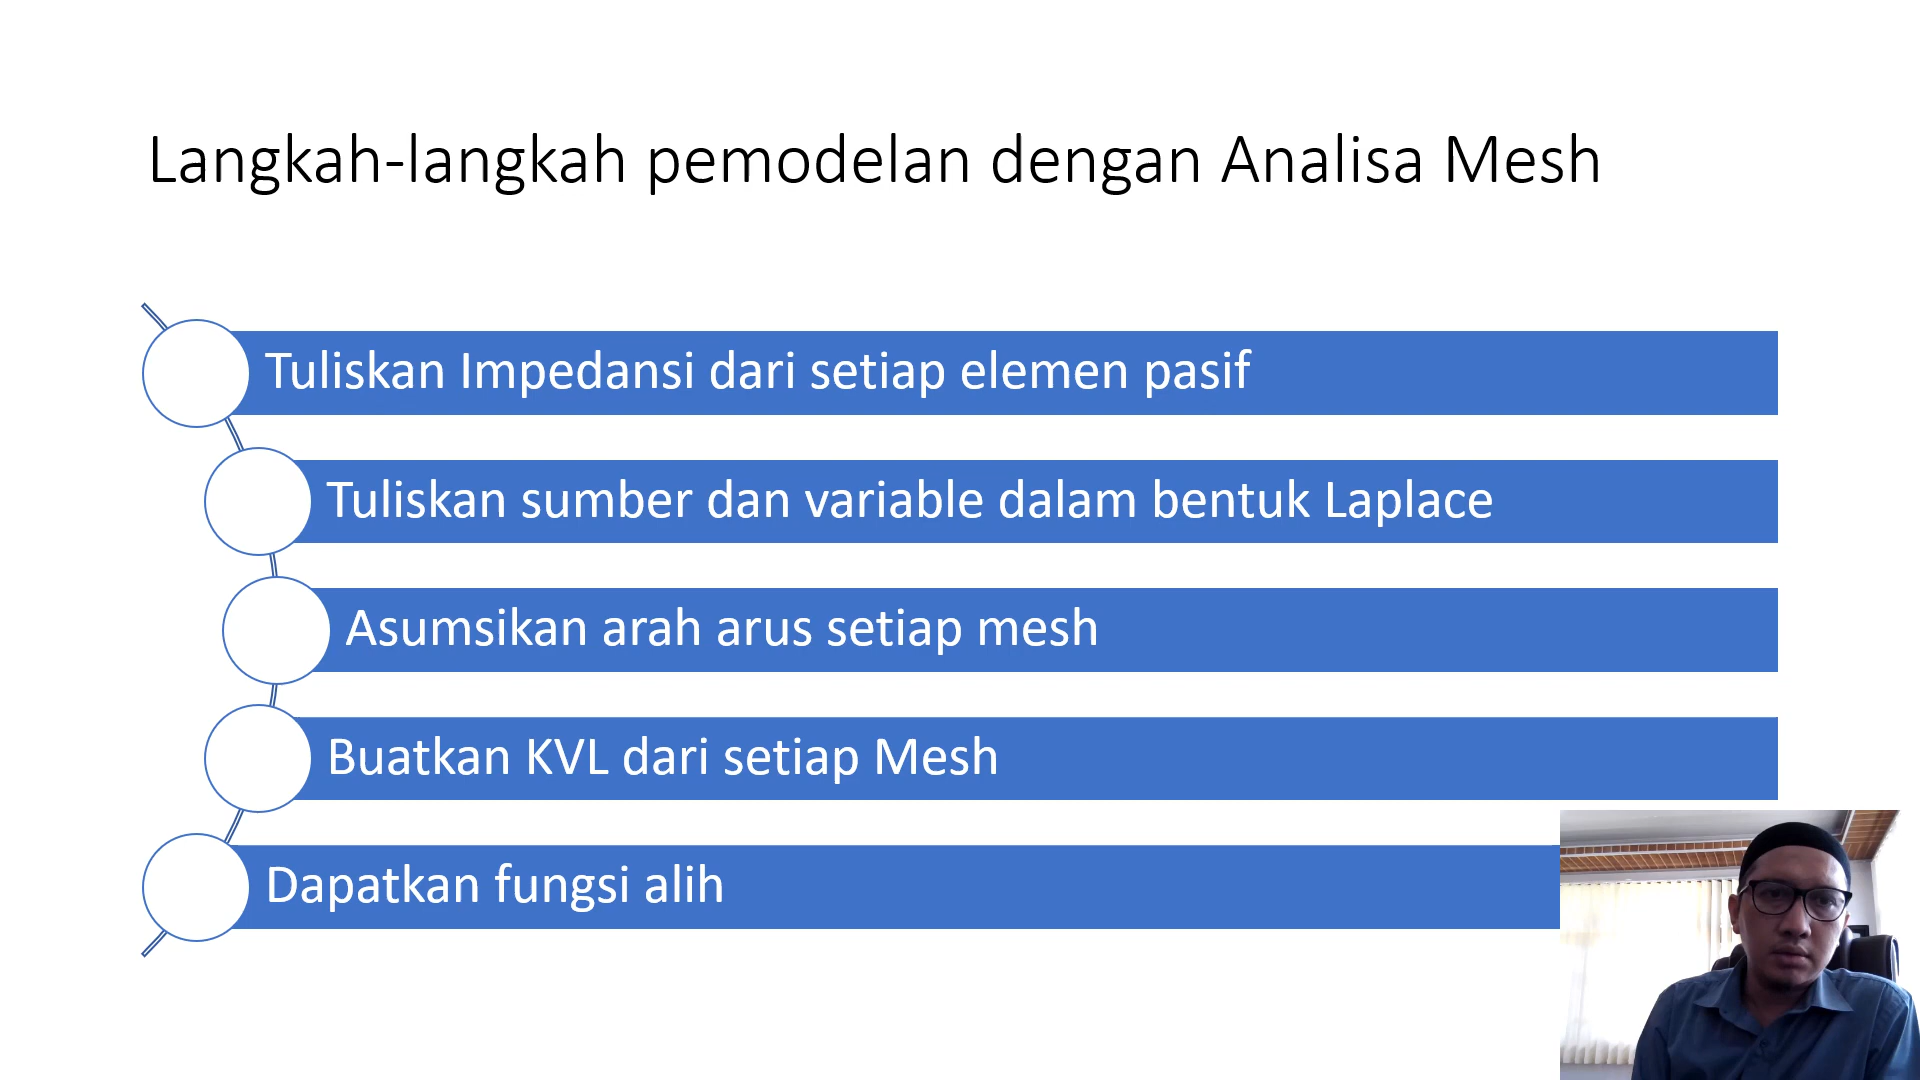 Langkah-langkah pemodelan dengan Analisa Mesh
Tuliskan Impedansi dari setiap elemen pasif
Tuliskan sumber dan variable dalam bentuk Laplace
Asumsikan arah arus setiap mesh
Buatkan KVL dari setiap Mesh
Dapatkan fungsi alih